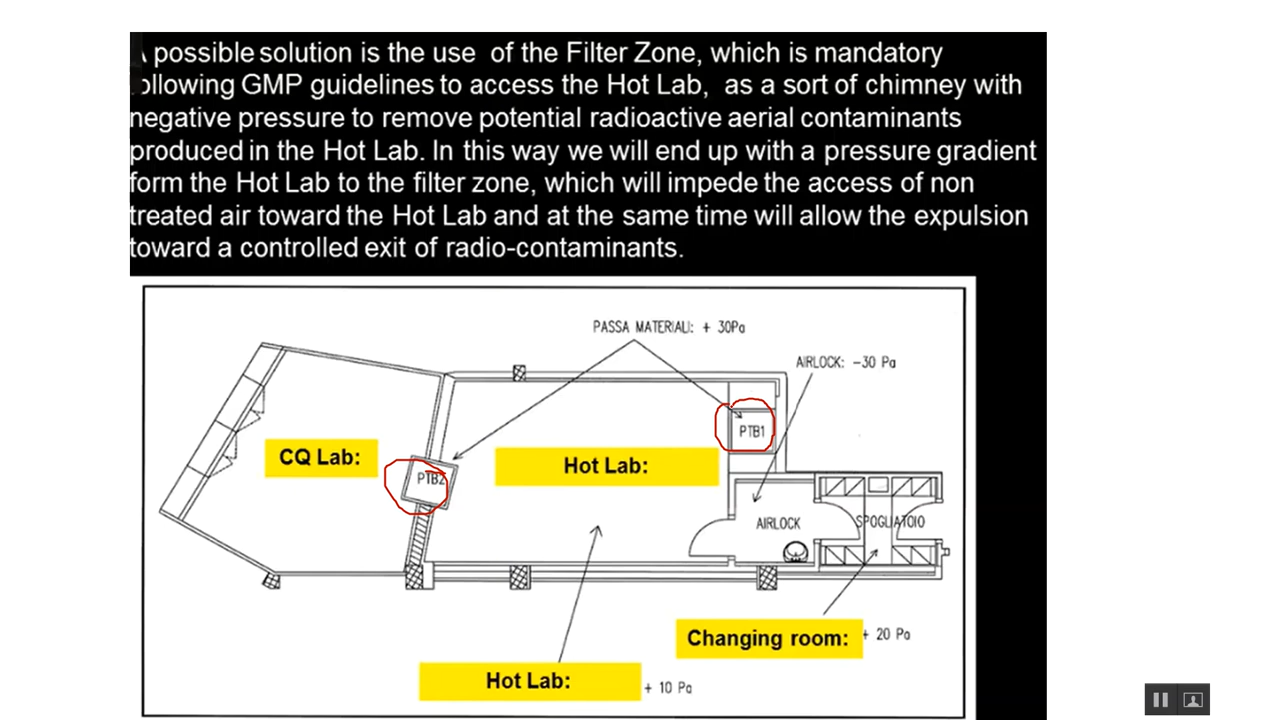 possible solution is the use of the Filter Zone, which is mandatory
ollowing GMP guidelines to access the Hot Lab, as a sort of chimney with
negative pressure to remove potential radioactive aerial contaminants
produced in the Hot Lab. In this way we will end up with a pressure gradient
form the Hot Lab to the filter zone, which will impede the access of non
treated air toward the Hot Lab and at the same time will allow the expulsion
toward a controlled exit of radio-contaminants.
PASSA MATERIALI: + 30Pa
AIRLOCK: -30 Pa
PTB1
CQ Lab:
Hot Lab:
PTB2
AIRLOCK
SPOGLIATOIO
Changing room: + 20 Pa
Hot Lab: + 10 Pa